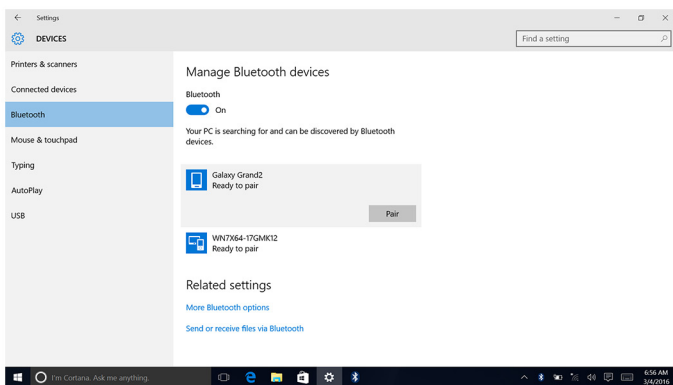 Settings
DEVICES
Find a setting
Printers & scanners
Connected devices
Bluetooth
Mouse & touchpad
Typing
AutoPlay
USB
Manage Bluetooth devices
Bluetooth
On
Your PC is searching for and can be discovered by Bluetooth
devices.
Galaxy Grand2
Ready to pair
Pair
WN7X64-17GMK12
Ready to pair
Related settings
More Bluetooth options
Send or receive files via Bluetooth
I'm Cortana. Ask me anything.
6:56 AM
3/4/2016